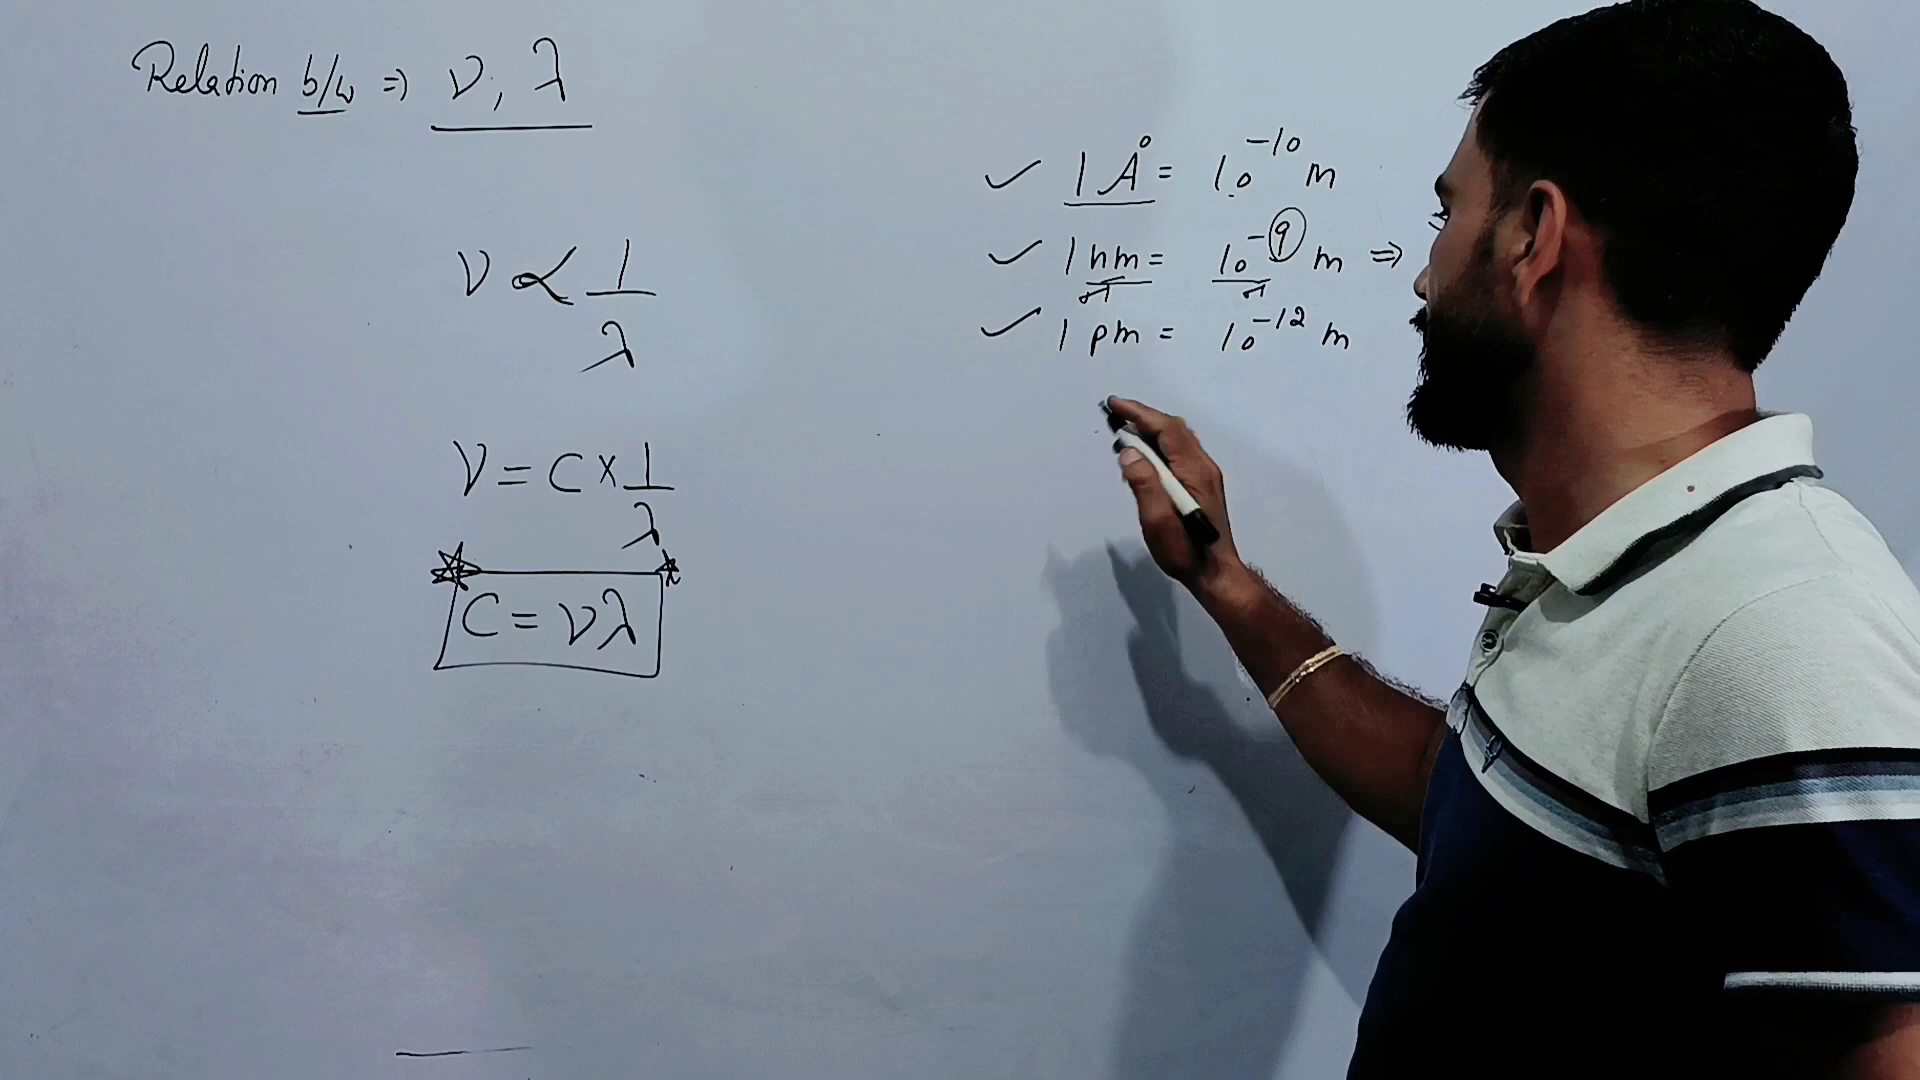 Relation b/w ⇒ ν, λ
ν ∝ 1/λ
ν = C × 1/λ
C = νλ
✓ 1 Å = 10⁻¹⁰ m
✓ 1 nm = 10⁻⁹ m ⇒
✓ 1 pm = 10⁻¹² m